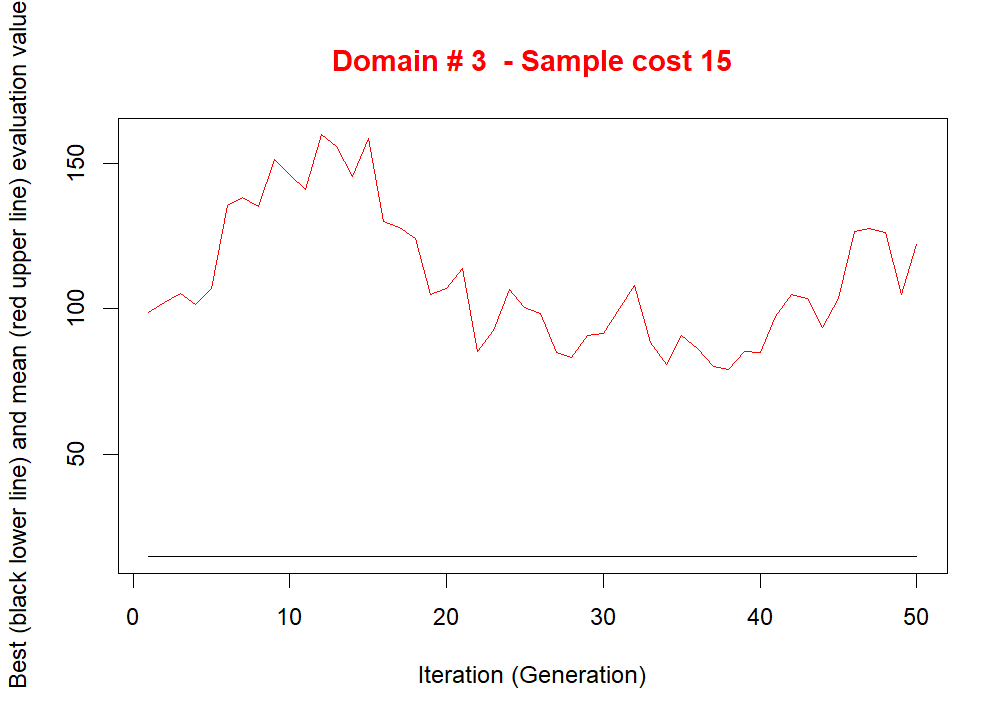 Domain # 3  - Sample cost 15
Best (black lower line) and mean (red upper line) evaluation value
150
100
50
0 10 20 30 40 50
Iteration (Generation)